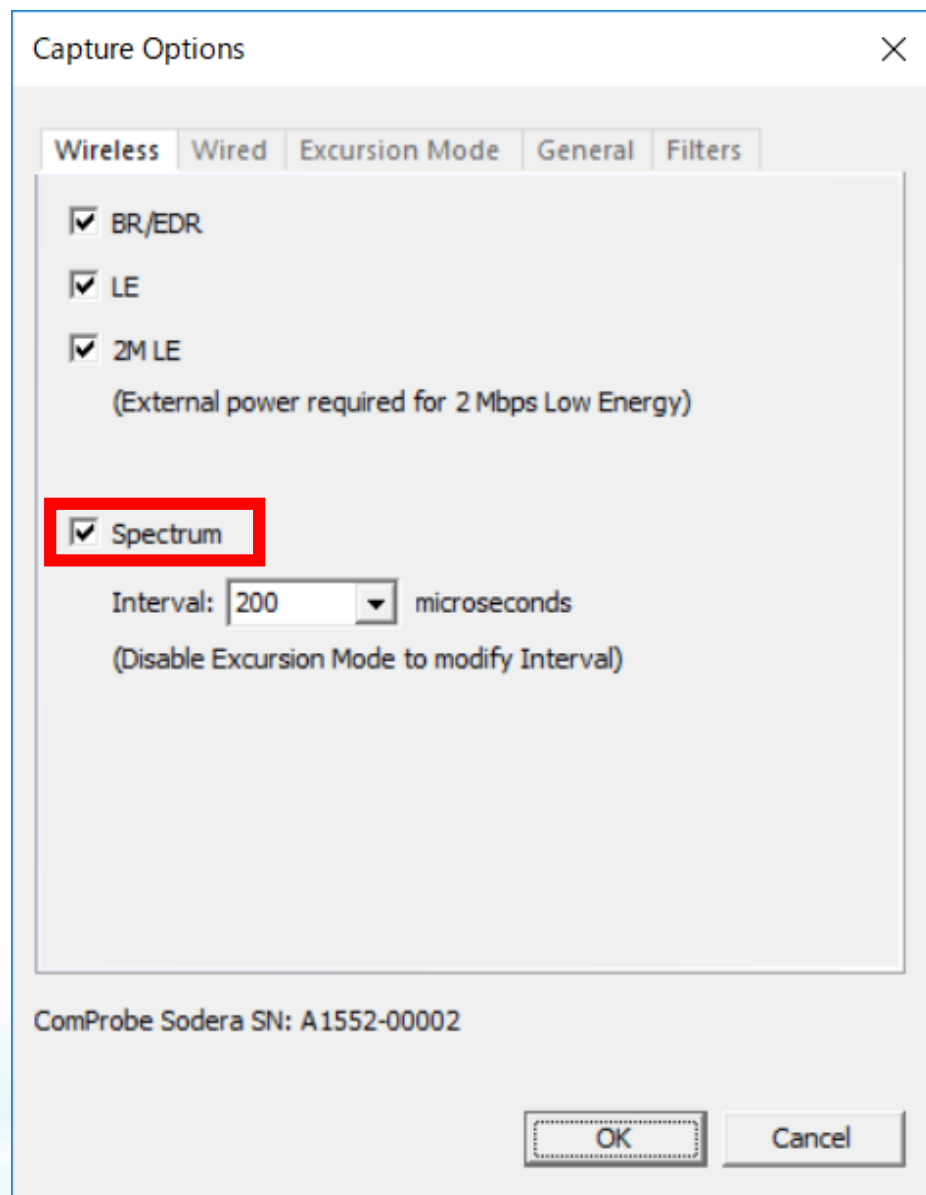 Capture Options
Wireless Wired Excursion Mode General Filters
BR/EDR
LE
2M LE
(External power required for 2 Mbps Low Energy)
Spectrum
Interval: 200 microseconds
(Disable Excursion Mode to modify Interval)
ComProbe Sodera SN: A1552-00002
OK Cancel